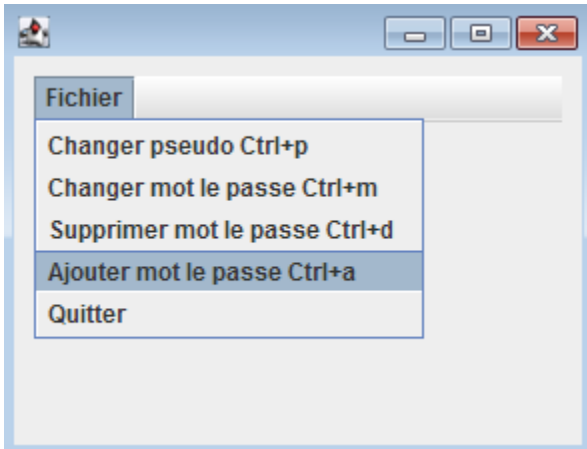 Fichier
Changer pseudo Ctrl+p
Changer mot le passe Ctrl+m
Supprimer mot le passe Ctrl+d
Ajouter mot le passe Ctrl+a
Quitter